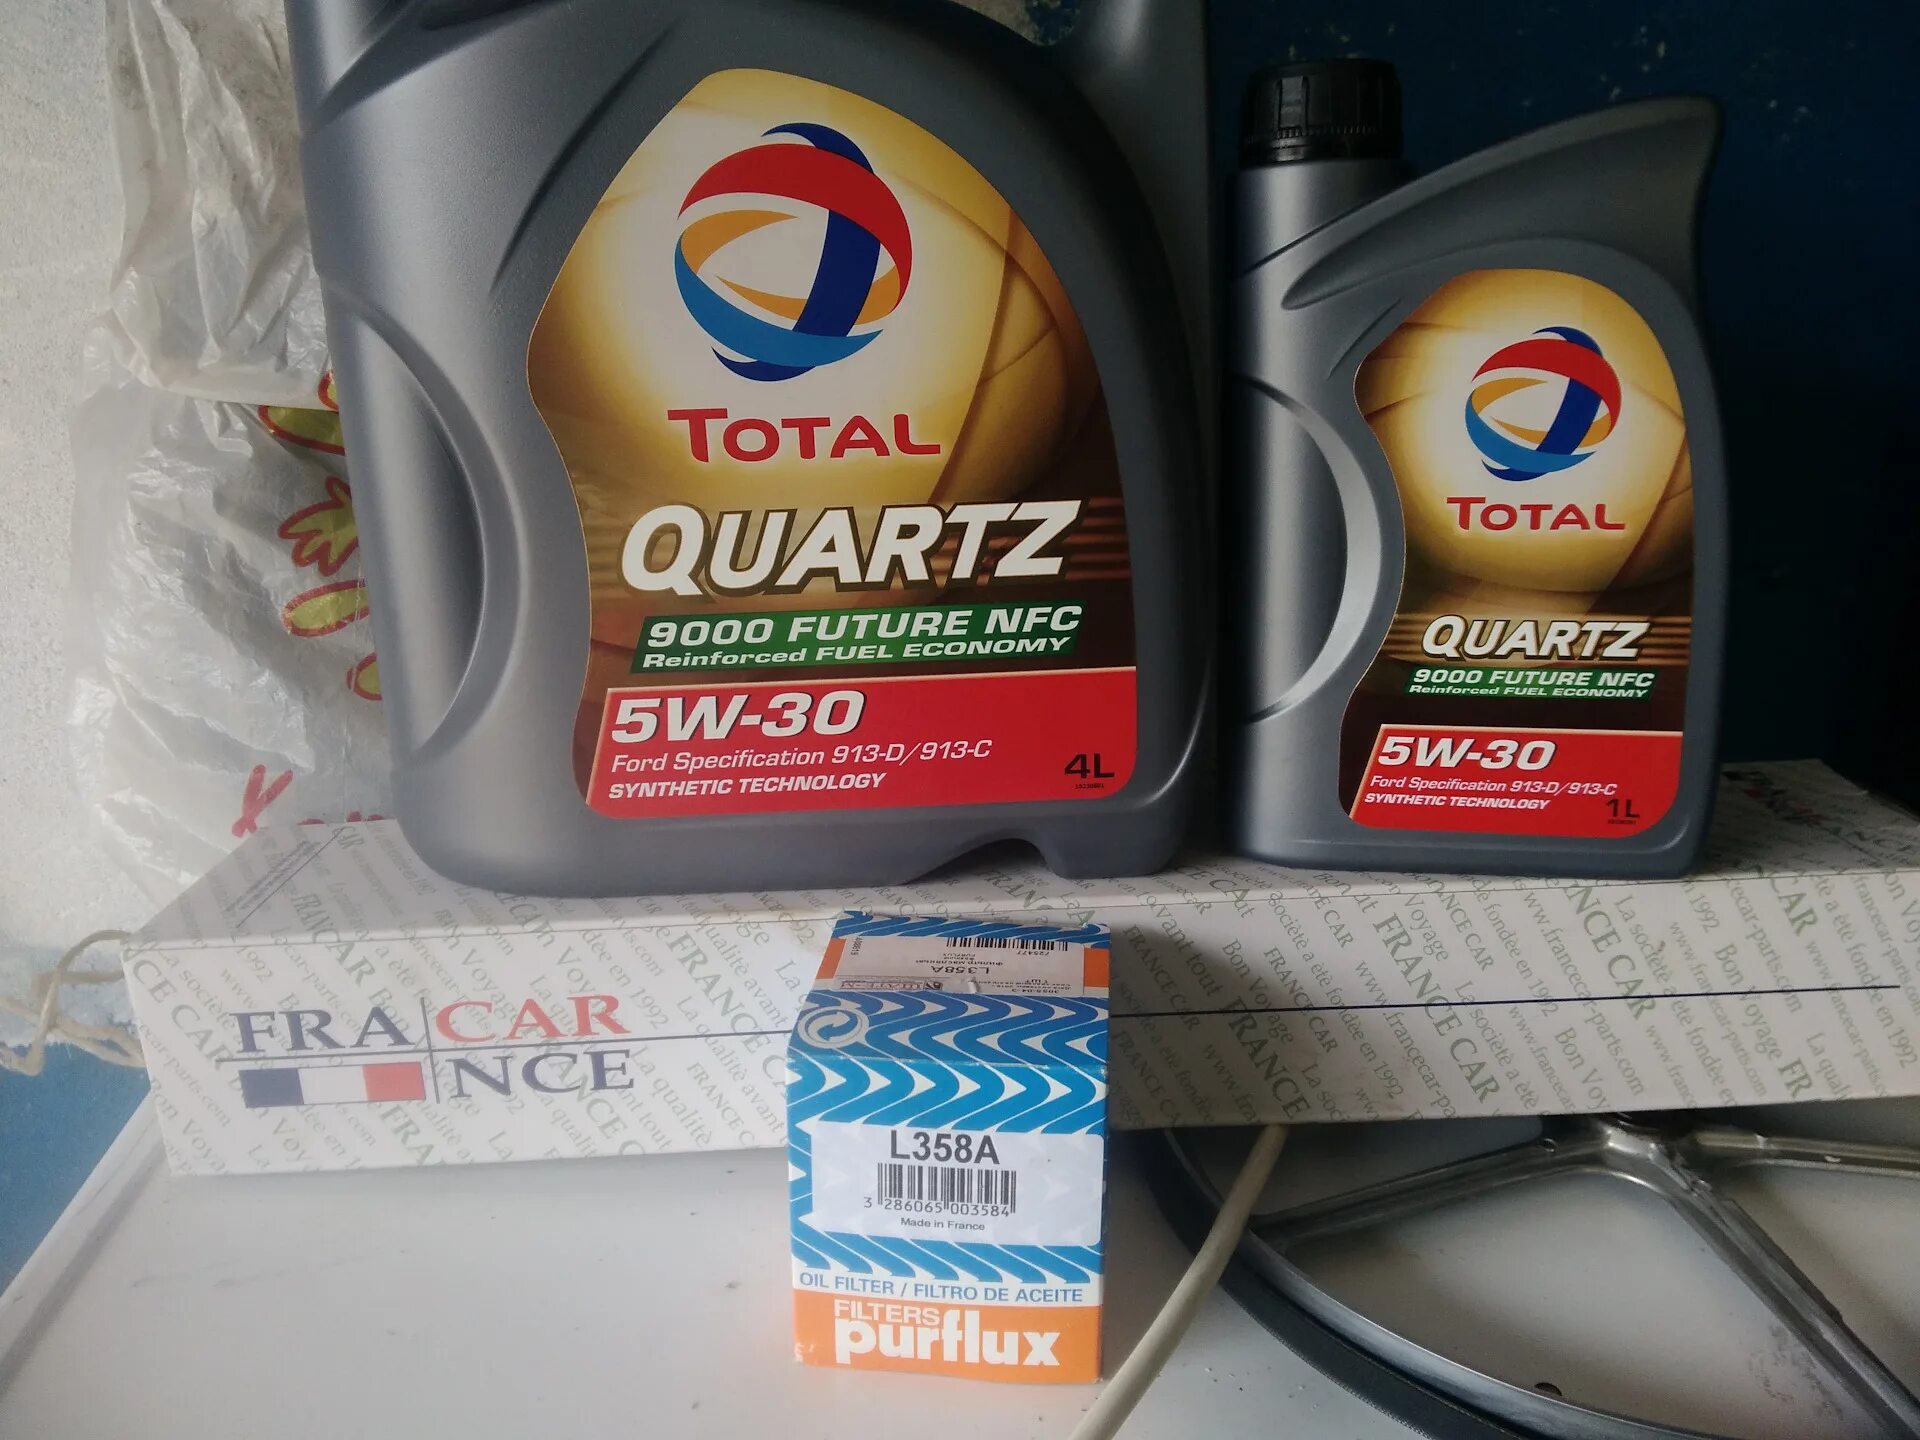 TOTAL
QUARTZ
9000 FUTURE NFC
Reinforced FUEL ECONOMY
5W-30
Ford Specification 913-D/913-C
SYNTHETIC TECHNOLOGY
4L
TOTAL
QUARTZ
9000 FUTURE NFC
Reinforced FUEL ECONOMY
5W-30
Ford Specification 913-D/913-C
SYNTHETIC TECHNOLOGY
1L
FRA CAR
NCE
La qualité avant tout
FRANCE CAR
www.francecar-parts.com
La société a été fondée en 1992
Bon Voyage
L358A
L358A
3 286065 003584
Made in France
OIL FILTER / FILTRO DE ACEITE
FILTERS
purflux